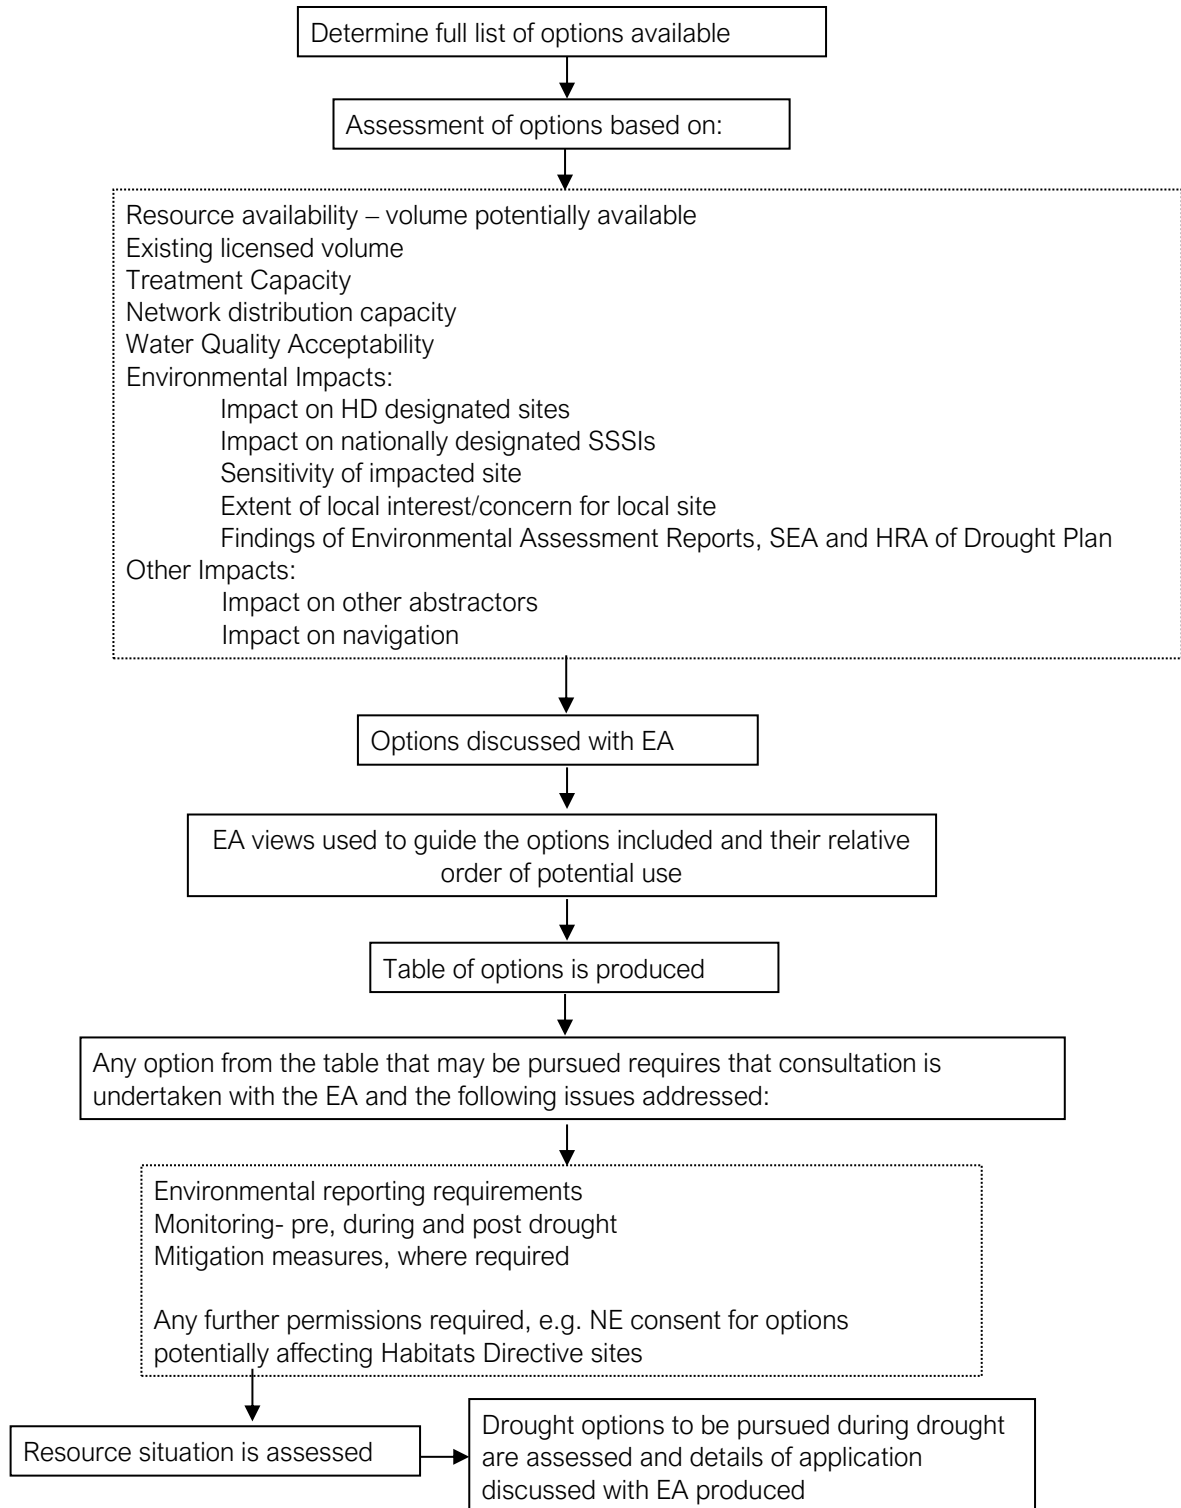 Determine full list of options available
Assessment of options based on:
Resource availability – volume potentially available
Existing licensed volume
Treatment Capacity
Network distribution capacity
Water Quality Acceptability
Environmental Impacts:
Impact on HD designated sites
Impact on nationally designated SSSIs
Sensitivity of impacted site
Extent of local interest/concern for local site
Findings of Environmental Assessment Reports, SEA and HRA of Drought Plan
Other Impacts:
Impact on other abstractors
Impact on navigation
Options discussed with EA
EA views used to guide the options included and their relative
order of potential use
Table of options is produced
Any option from the table that may be pursued requires that consultation is
undertaken with the EA and the following issues addressed:
Environmental reporting requirements
Monitoring- pre, during and post drought
Mitigation measures, where required
Any further permissions required, e.g. NE consent for options
potentially affecting Habitats Directive sites
Resource situation is assessed
Drought options to be pursued during drought
are assessed and details of application
discussed with EA produced